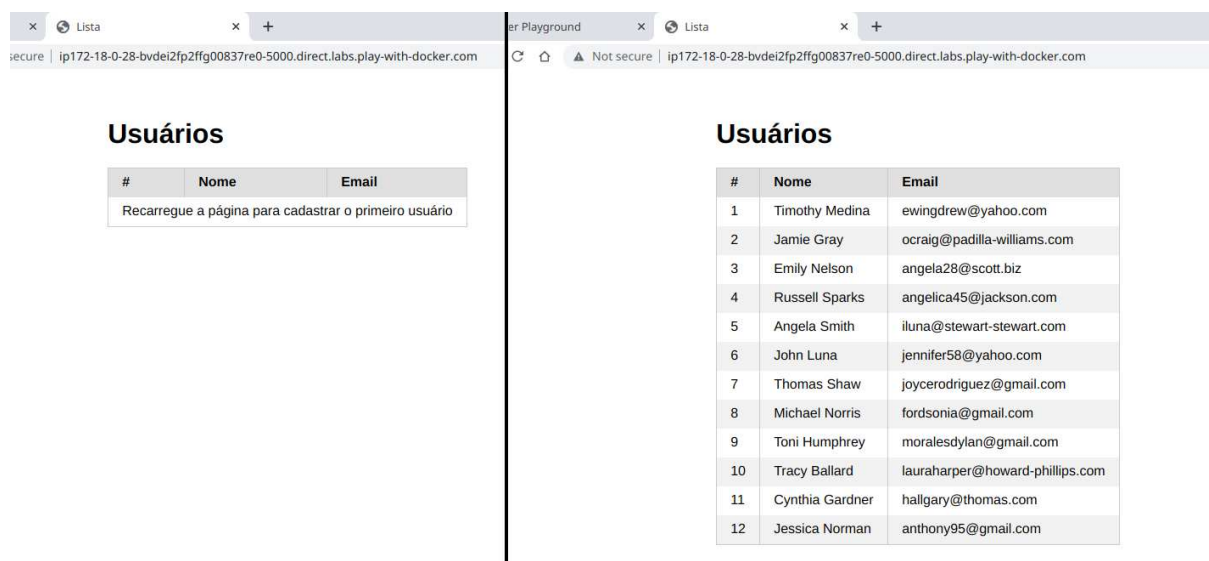 Lista
secure | ip172-18-0-28-bvdei2fp2ffg00837re0-5000.direct.labs.play-with-docker.com
Usuários
# Nome Email
Recarregue a página para cadastrar o primeiro usuário
er Playground Lista
Not secure | ip172-18-0-28-bvdei2fp2ffg00837re0-5000.direct.labs.play-with-docker.com
Usuários
# Nome Email
1 Timothy Medina ewingdrew@yahoo.com
2 Jamie Gray ocraig@padilla-williams.com
3 Emily Nelson angela28@scott.biz
4 Russell Sparks angelica45@jackson.com
5 Angela Smith iluna@stewart-stewart.com
6 John Luna jennifer58@yahoo.com
7 Thomas Shaw joycerodriguez@gmail.com
8 Michael Norris fordsonia@gmail.com
9 Toni Humphrey moralesdylan@gmail.com
10 Tracy Ballard lauraharper@howard-phillips.com
11 Cynthia Gardner hallgary@thomas.com
12 Jessica Norman anthony95@gmail.com